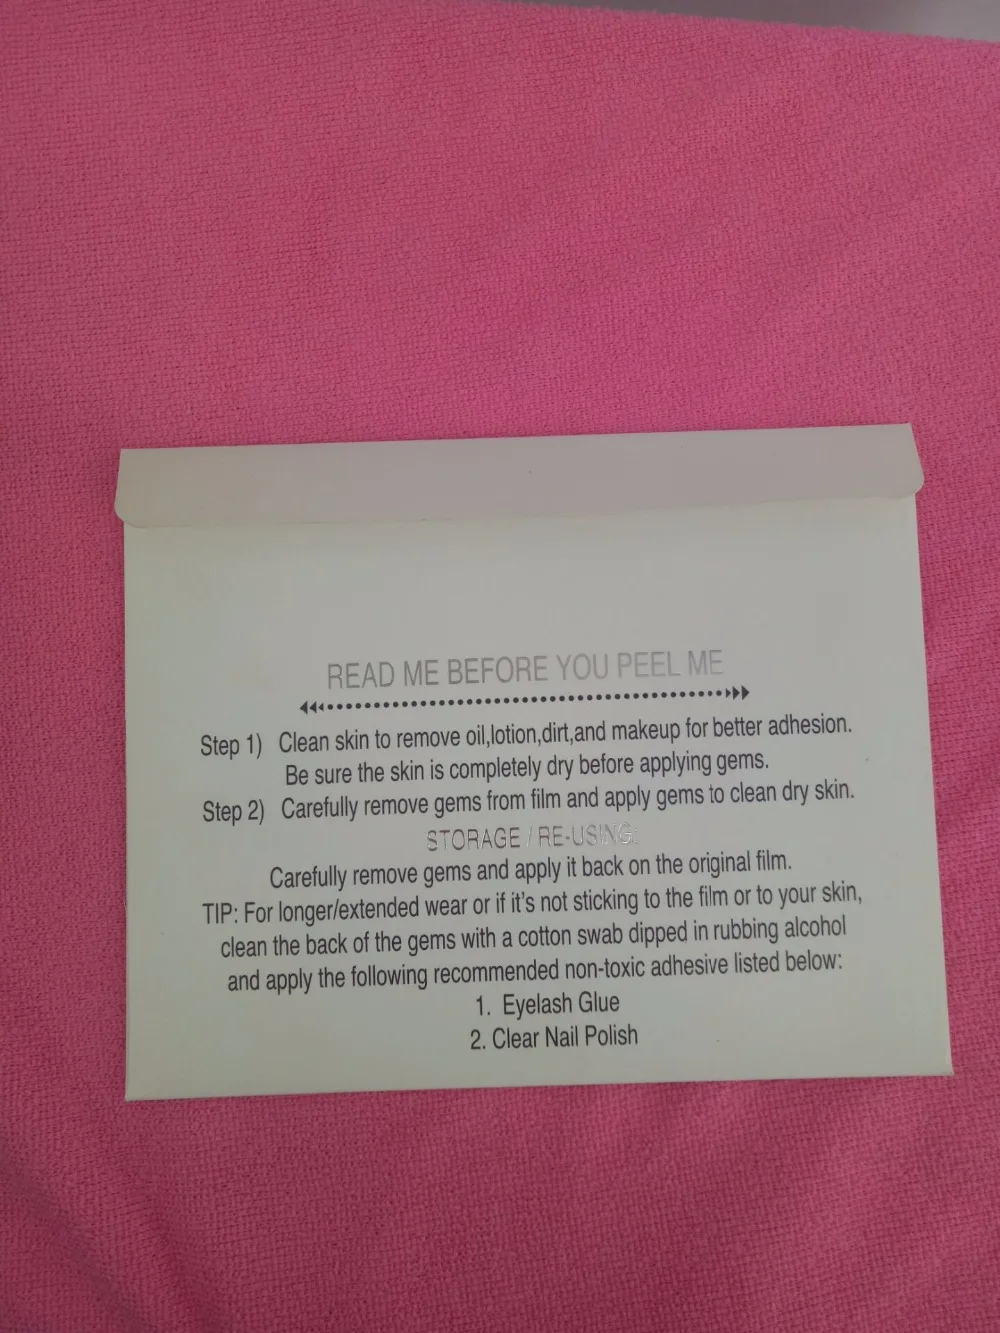 READ ME BEFORE YOU PEEL ME
Step 1) Clean skin to remove oil,lotion,dirt,and makeup for better adhesion.
Be sure the skin is completely dry before applying gems.
Step 2) Carefully remove gems from film and apply gems to clean dry skin.
STORAGE / RE-USING:
Carefully remove gems and apply it back on the original film.
TIP: For longer/extended wear or if it's not sticking to the film or to your skin,
clean the back of the gems with a cotton swab dipped in rubbing alcohol
and apply the following recommended non-toxic adhesive listed below:
1. Eyelash Glue
2. Clear Nail Polish